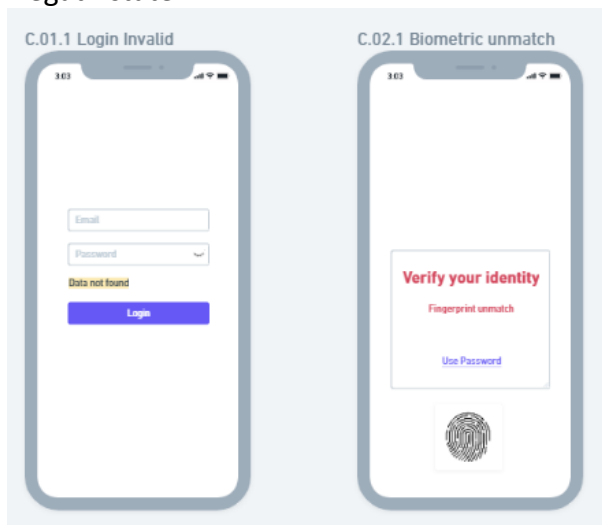 C.01.1 Login Invalid
3:03
Email
Password
Data not found
Login
C.02.1 Biometric unmatch
3:03
Verify your identity
Fingerprint unmatch
Use Password